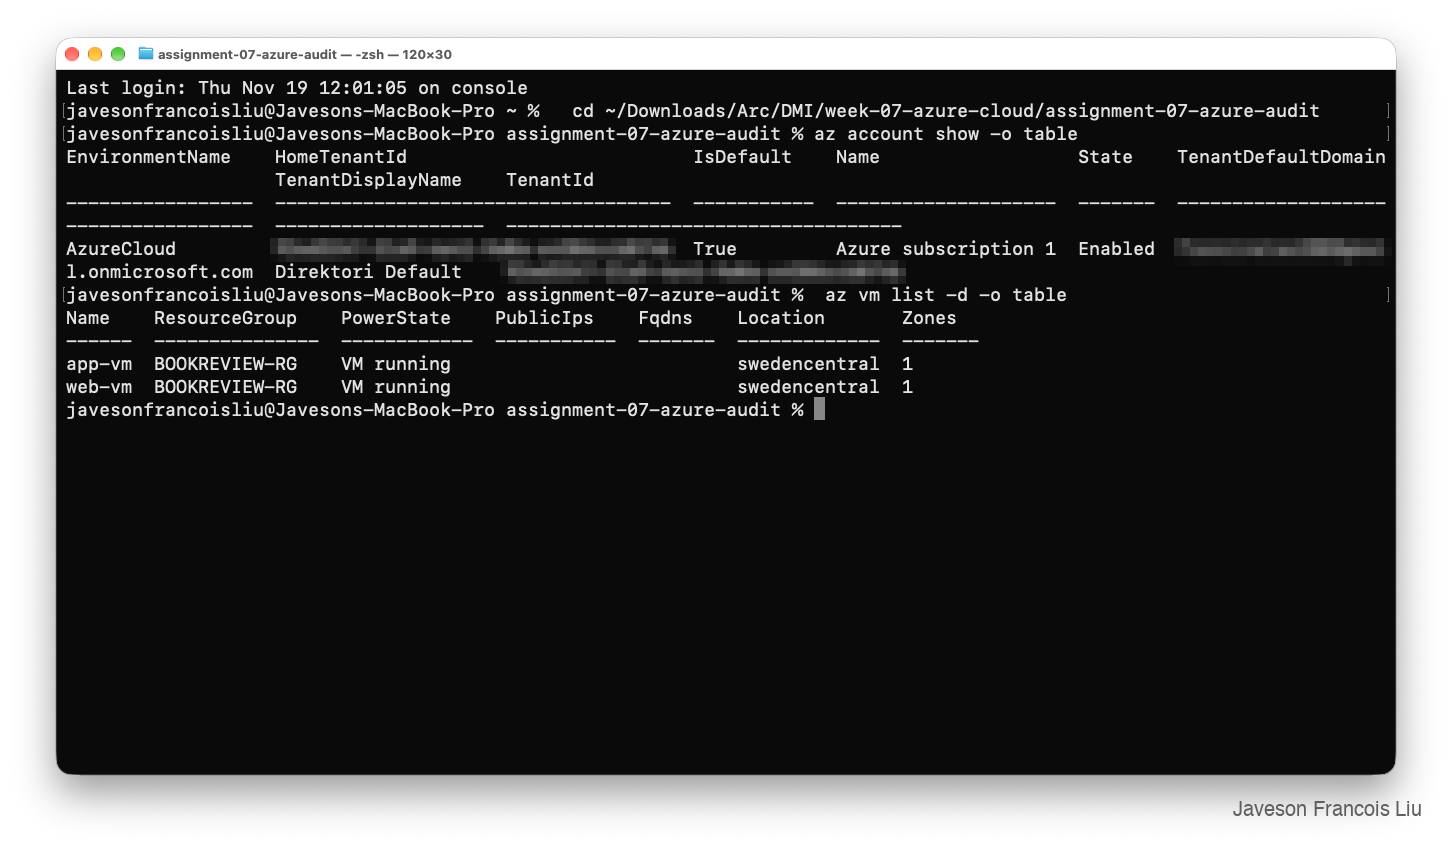 assignment-07-azure-audit — -zsh — 120×30
Last login: Thu Nov 19 12:01:05 on console
[javesonfrancoisliu@Javesons-MacBook-Pro ~ %   cd ~/Downloads/Arc/DMI/week-07-azure-cloud/assignment-07-azure-audit ]
[javesonfrancoisliu@Javesons-MacBook-Pro assignment-07-azure-audit % az account show -o table ]
EnvironmentName    HomeTenantId                          IsDefault    Name                  State    TenantDefaultDomain
                   TenantDisplayName    TenantId
-----------------  ------------------------------------  -----------  --------------------  -------  -------------------
-----------------  -------------------  ------------------------------------
AzureCloud    True    Azure subscription 1  Enabled
l.onmicrosoft.com  Direktori Default
[javesonfrancoisliu@Javesons-MacBook-Pro assignment-07-azure-audit %  az vm list -d -o table ]
Name    ResourceGroup    PowerState    PublicIps    Fqdns    Location       Zones
------  ---------------  ------------  -----------  -------  -------------  -------
app-vm  BOOKREVIEW-RG    VM running                          swedencentral  1
web-vm  BOOKREVIEW-RG    VM running                          swedencentral  1
javesonfrancoisliu@Javesons-MacBook-Pro assignment-07-azure-audit %
Javeson Francois Liu